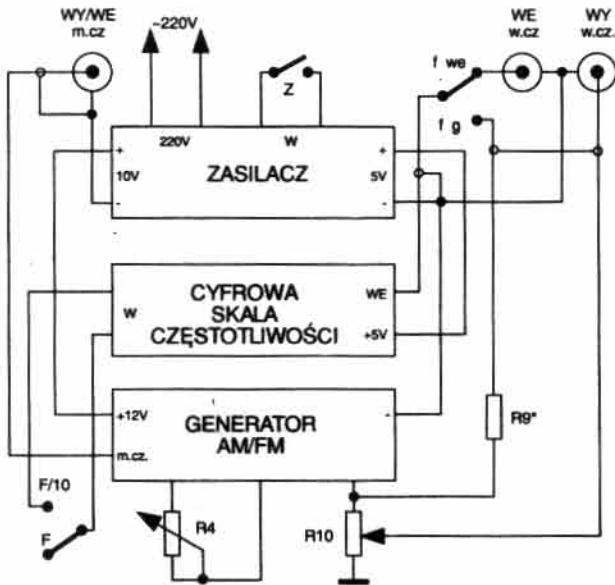 WY/WE
m.cz
~220V
WE
w.cz
WY
w.cz.
f we
Z
f g
+
220V
W
+
10V
ZASILACZ
5V
-
-
CYFROWA
SKALA
CZĘSTOTLIWOŚCI
W
WE
+5V
+12V
GENERATOR
AM/FM
-
m.cz.
R9*
F/10
F
R4
R10